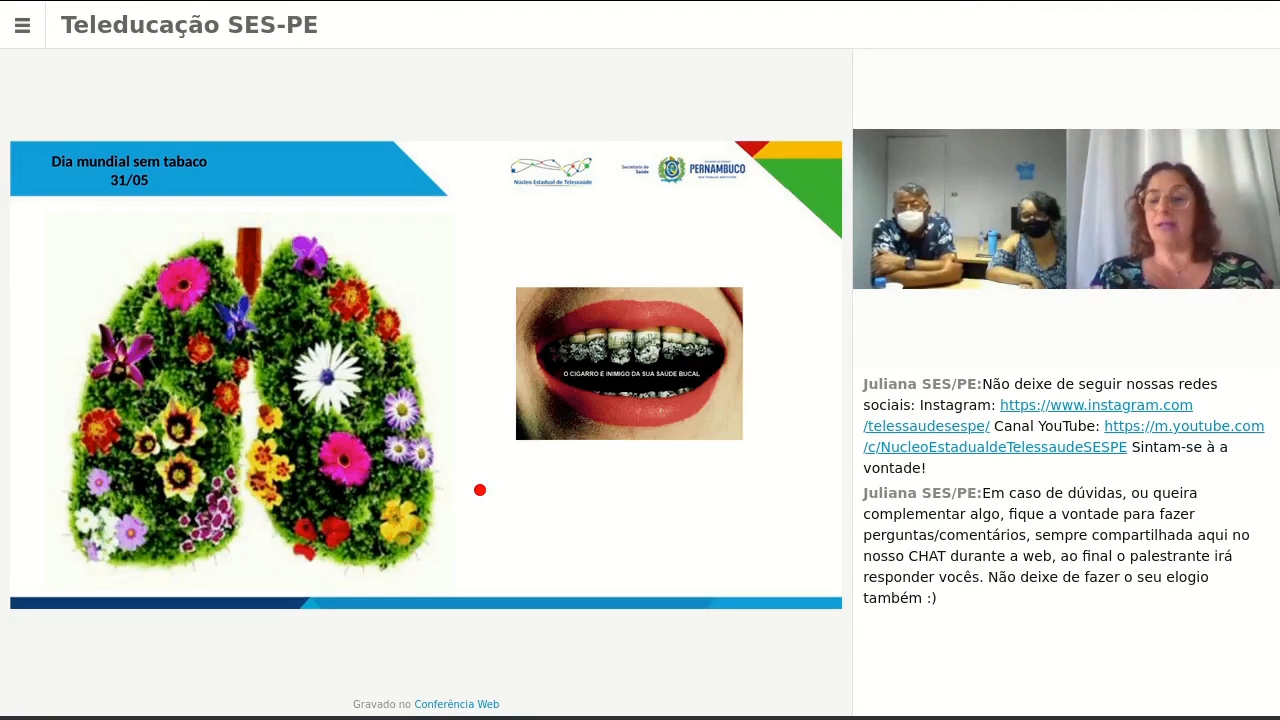 Teleducação SES-PE
Dia mundial sem tabaco
31/05
Núcleo Estadual de Telessaúde
Secretaria de
Saúde
PERNAMBUCO
O CIGARRO É INIMIGO DA SUA SAÚDE BUCAL
Juliana SES/PE:Não deixe de seguir nossas redes
sociais: Instagram: https://www.instagram.com
/telessaudesespe/ Canal YouTube: https://m.youtube.com
/c/NucleoEstadualdeTelessaudeSESPE Sintam-se à a
vontade!
Juliana SES/PE:Em caso de dúvidas, ou queira
complementar algo, fique a vontade para fazer
perguntas/comentários, sempre compartilhada aqui no
nosso CHAT durante a web, ao final o palestrante irá
responder vocês. Não deixe de fazer o seu elogio
também :)
Gravado no Conferência Web